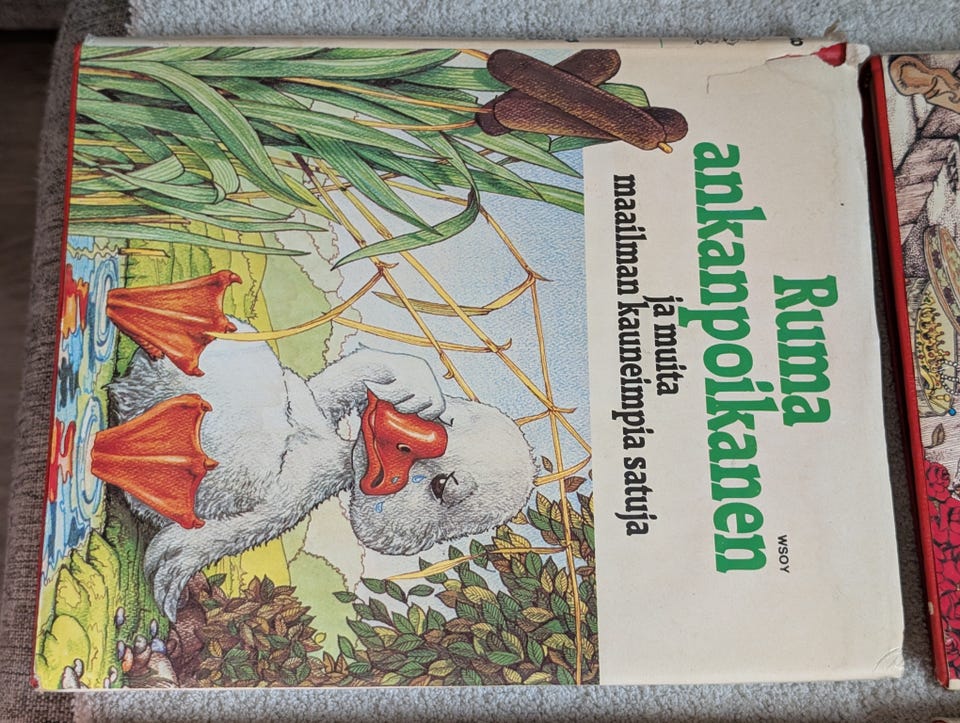 Ruma
ankanpoikanen
ja muita
maailman kauneimpia satuja
WSOY